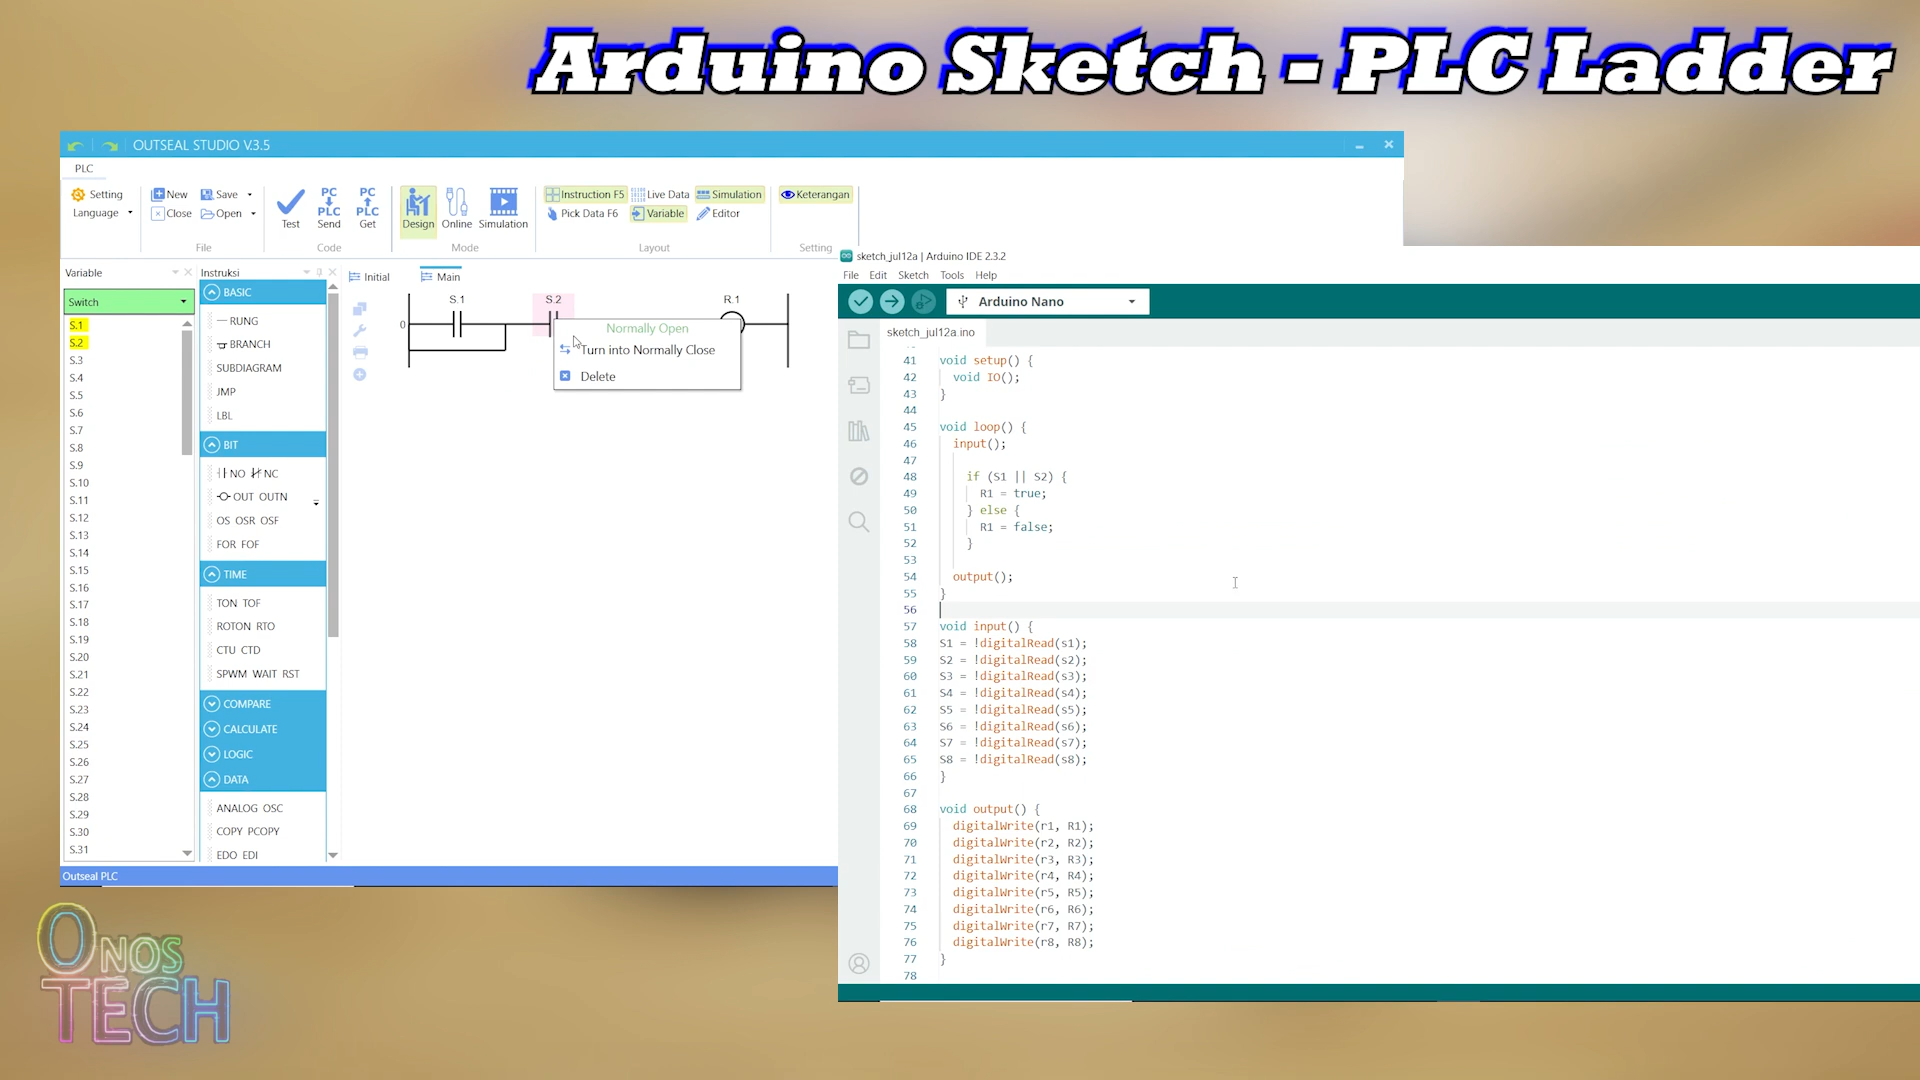 Arduino Sketch - PLC Ladder
OUTSEAL STUDIO V.3.5
PLC
Setting
Language
New
Save
Close
Open
File
Test
PC
PLC
Send
PC
PLC
Get
Code
Design
Online
Simulation
Mode
Instruction F5
Live Data
Simulation
Pick Data F6
Variable
Editor
Layout
Keterangan
Setting
Variable
Switch
S.1
S.2
S.3
S.4
S.5
S.6
S.7
S.8
S.9
S.10
S.11
S.12
S.13
S.14
S.15
S.16
S.17
S.18
S.19
S.20
S.21
S.22
S.23
S.24
S.25
S.26
S.27
S.28
S.29
S.30
S.31
Instruksi
BASIC
RUNG
BRANCH
SUBDIAGRAM
JMP
LBL
BIT
NO NC
OUT OUTN
OS OSR OSF
FOR FOF
TIME
TON TOF
ROTON RTO
CTU CTD
SPWM WAIT RST
COMPARE
CALCULATE
LOGIC
DATA
ANALOG OSC
COPY PCOPY
EDO EDI
Initial
Main
S.1
S.2
R.1
0
Normally Open
Turn into Normally Close
Delete
Outseal PLC
sketch_jul12a | Arduino IDE 2.3.2
File Edit Sketch Tools Help
Arduino Nano
sketch_jul12a.ino
41 void setup() {
42 void IO();
43 }
44
45 void loop() {
46 input();
47
48 if (S1 || S2) {
49 R1 = true;
50 } else {
51 R1 = false;
52 }
53
54 output();
55 }
56
57 void input() {
58 S1 = !digitalRead(s1);
59 S2 = !digitalRead(s2);
60 S3 = !digitalRead(s3);
61 S4 = !digitalRead(s4);
62 S5 = !digitalRead(s5);
63 S6 = !digitalRead(s6);
64 S7 = !digitalRead(s7);
65 S8 = !digitalRead(s8);
66 }
67
68 void output() {
69 digitalWrite(r1, R1);
70 digitalWrite(r2, R2);
71 digitalWrite(r3, R3);
72 digitalWrite(r4, R4);
73 digitalWrite(r5, R5);
74 digitalWrite(r6, R6);
75 digitalWrite(r7, R7);
76 digitalWrite(r8, R8);
77 }
78
ONOS
TECH